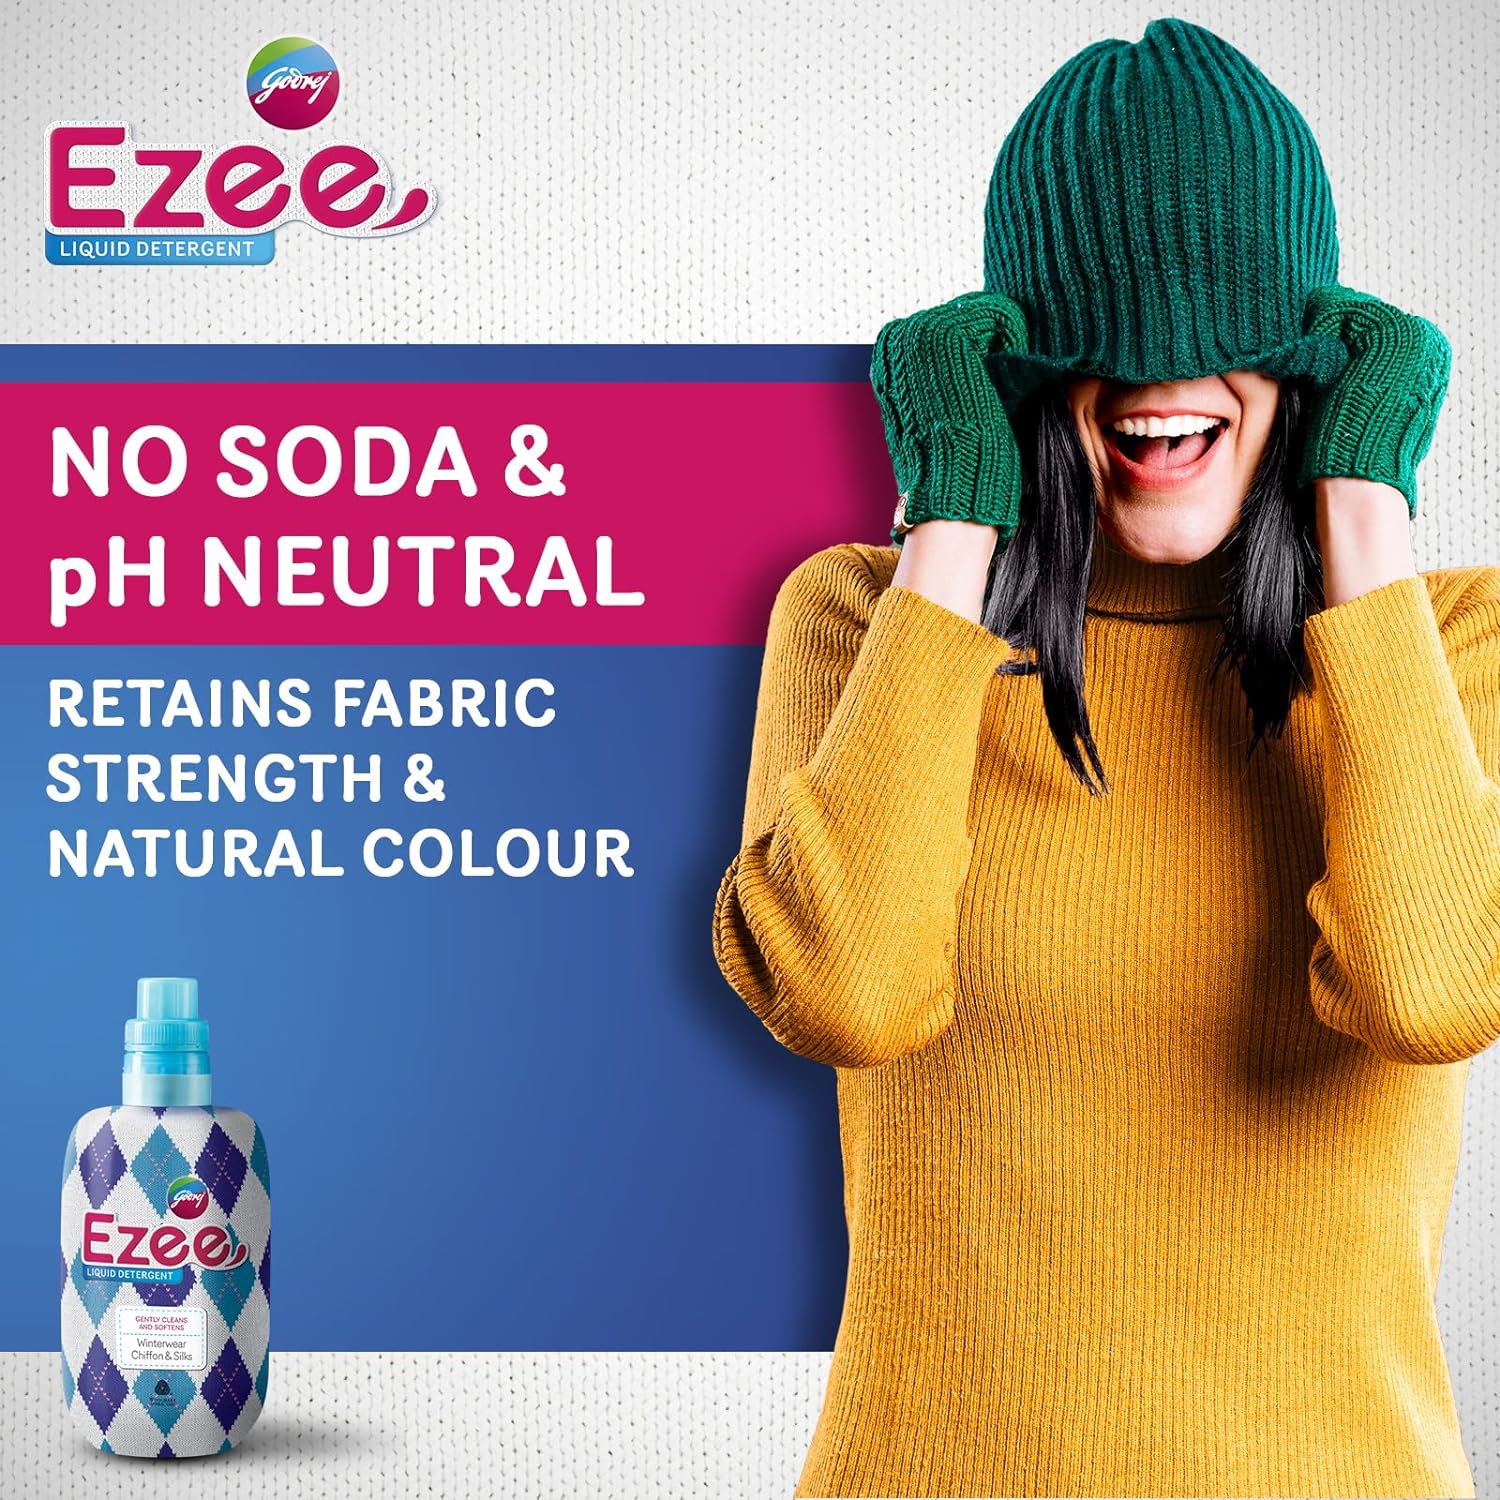 Godrej
Ezee
LIQUID DETERGENT
NO SODA &
pH NEUTRAL
RETAINS FABRIC
STRENGTH &
NATURAL COLOUR
Godrej
Ezee
LIQUID DETERGENT
GENTLY CLEANS
AND SOFTENS
Winterwear
Chiffon & Silks